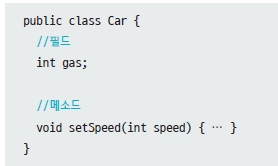 public class Car {
//필드
int gas;
//메소드
void setSpeed(int speed) { … }
}